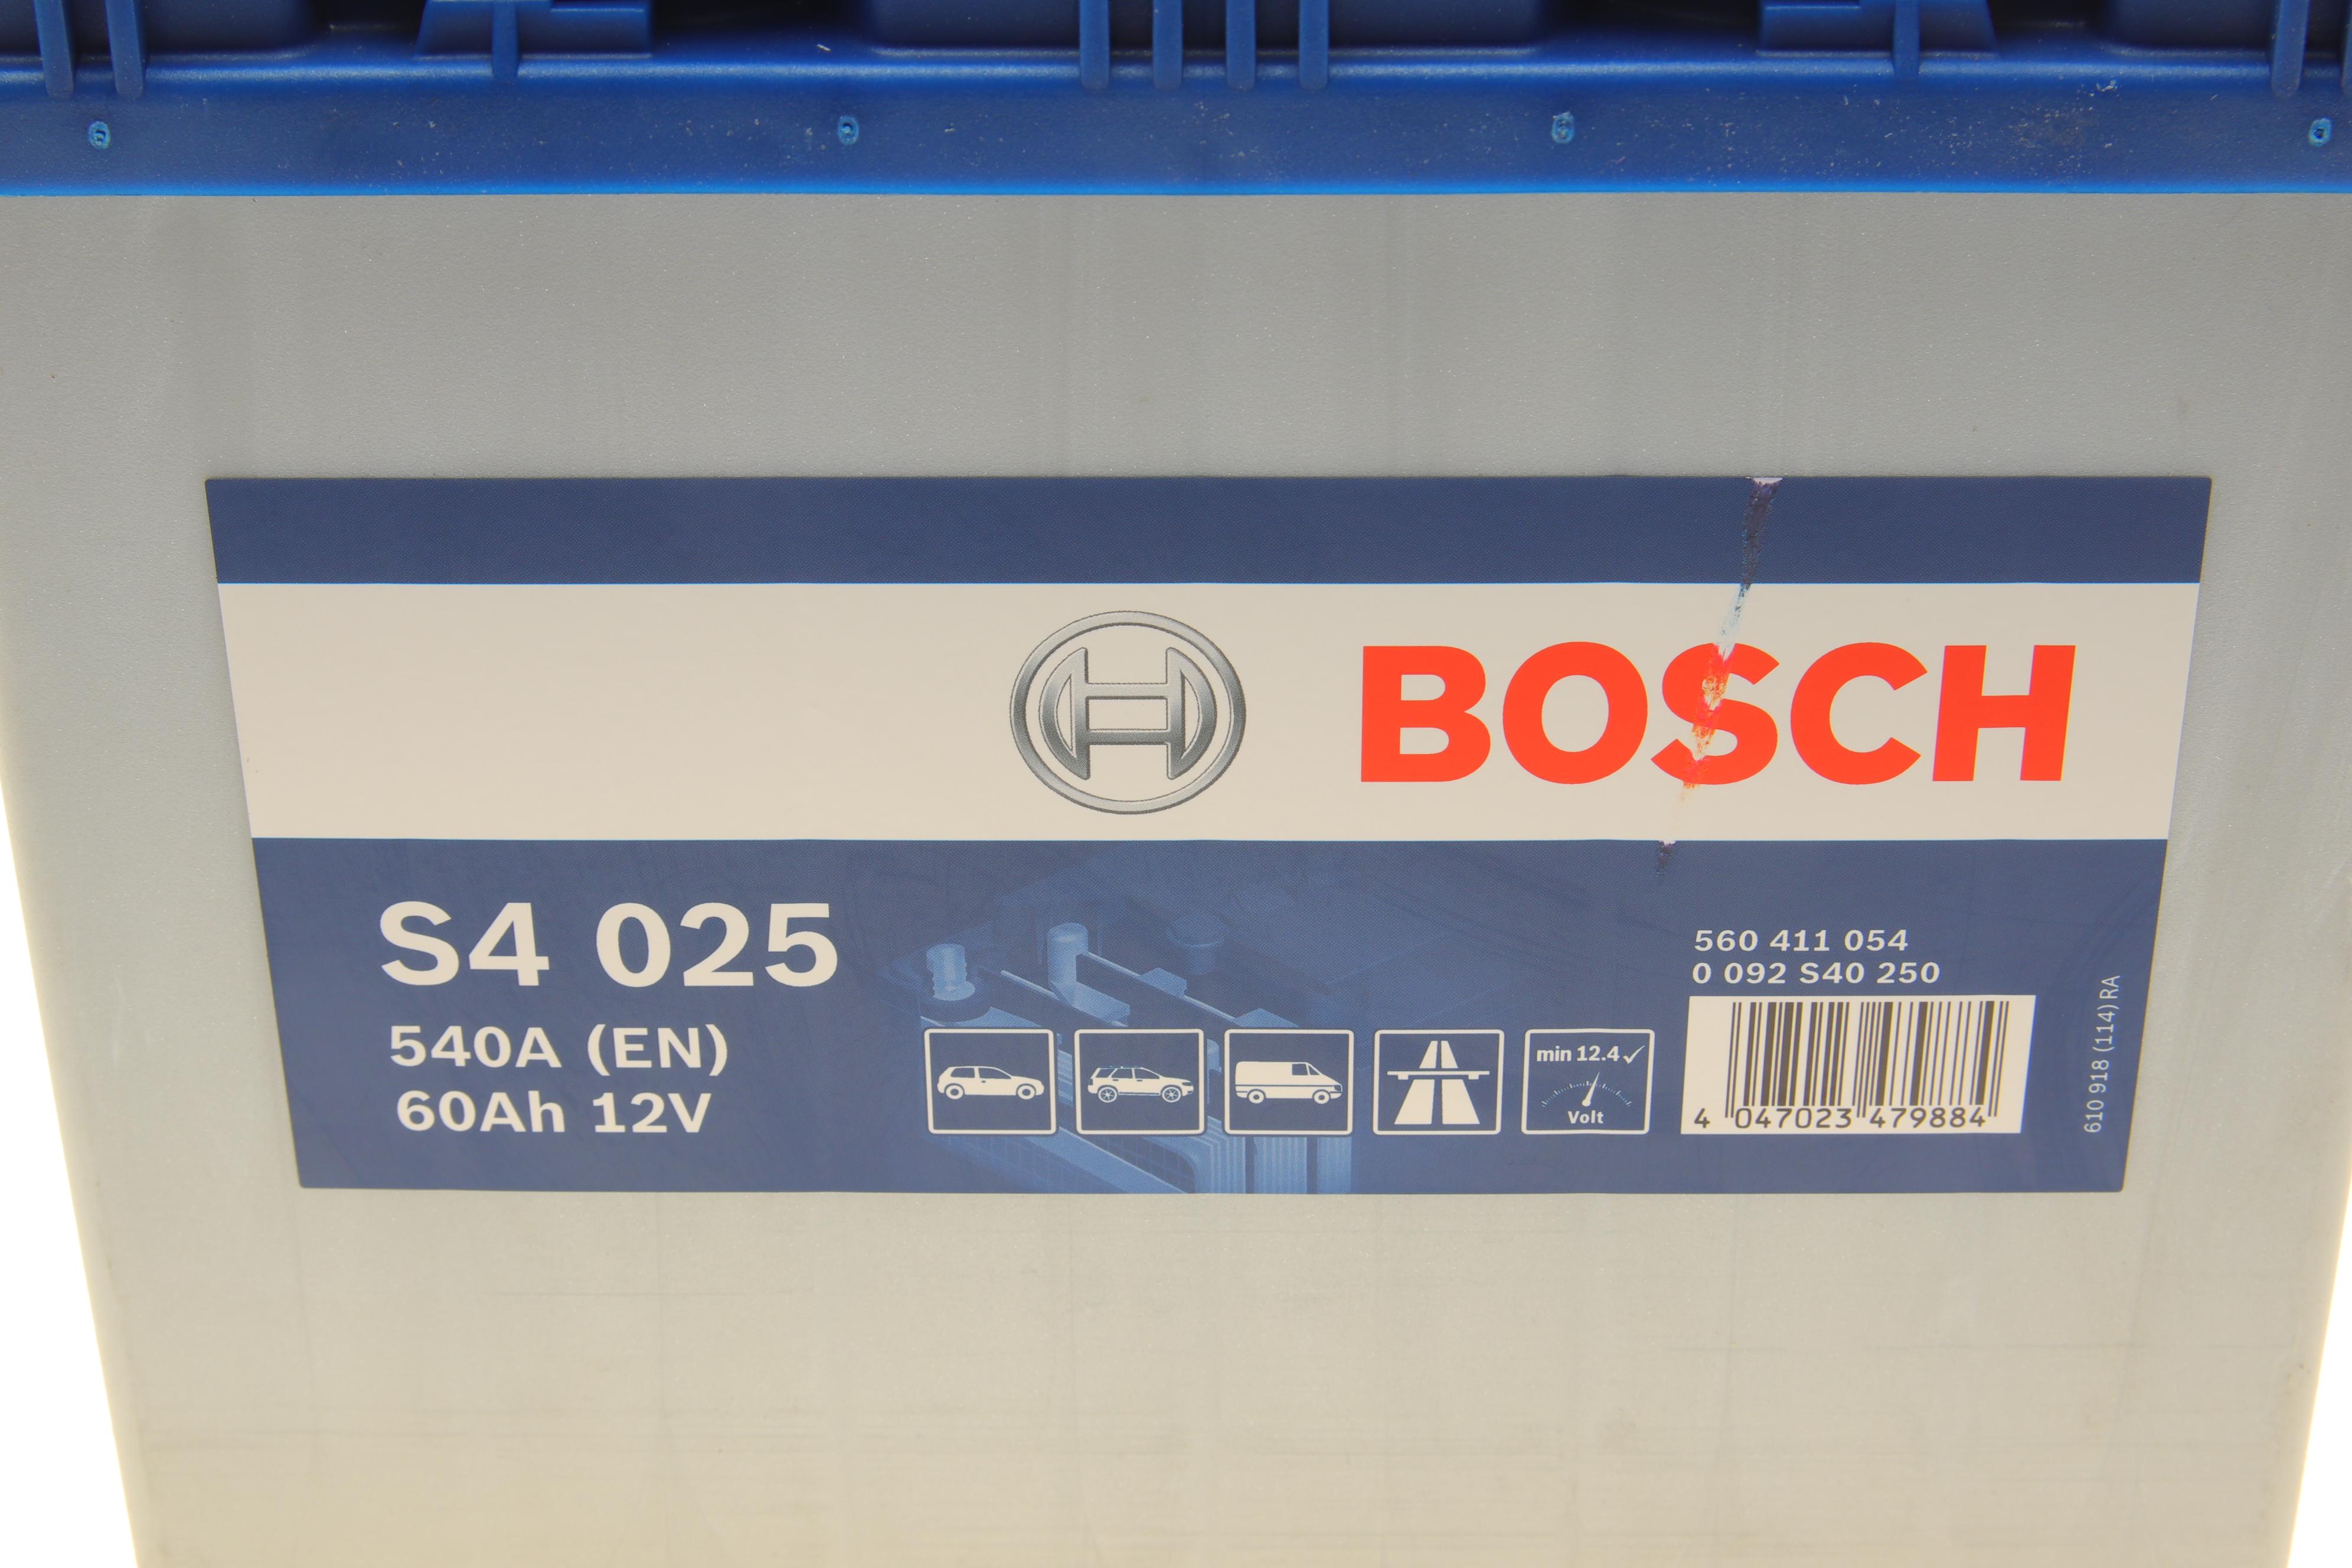 BOSCH
S4 025
540A (EN)
60Ah 12V
min 12.4 ✓
Volt
560 411 054
0 092 S40 250
4 047023 479884
610 918 (114) RA